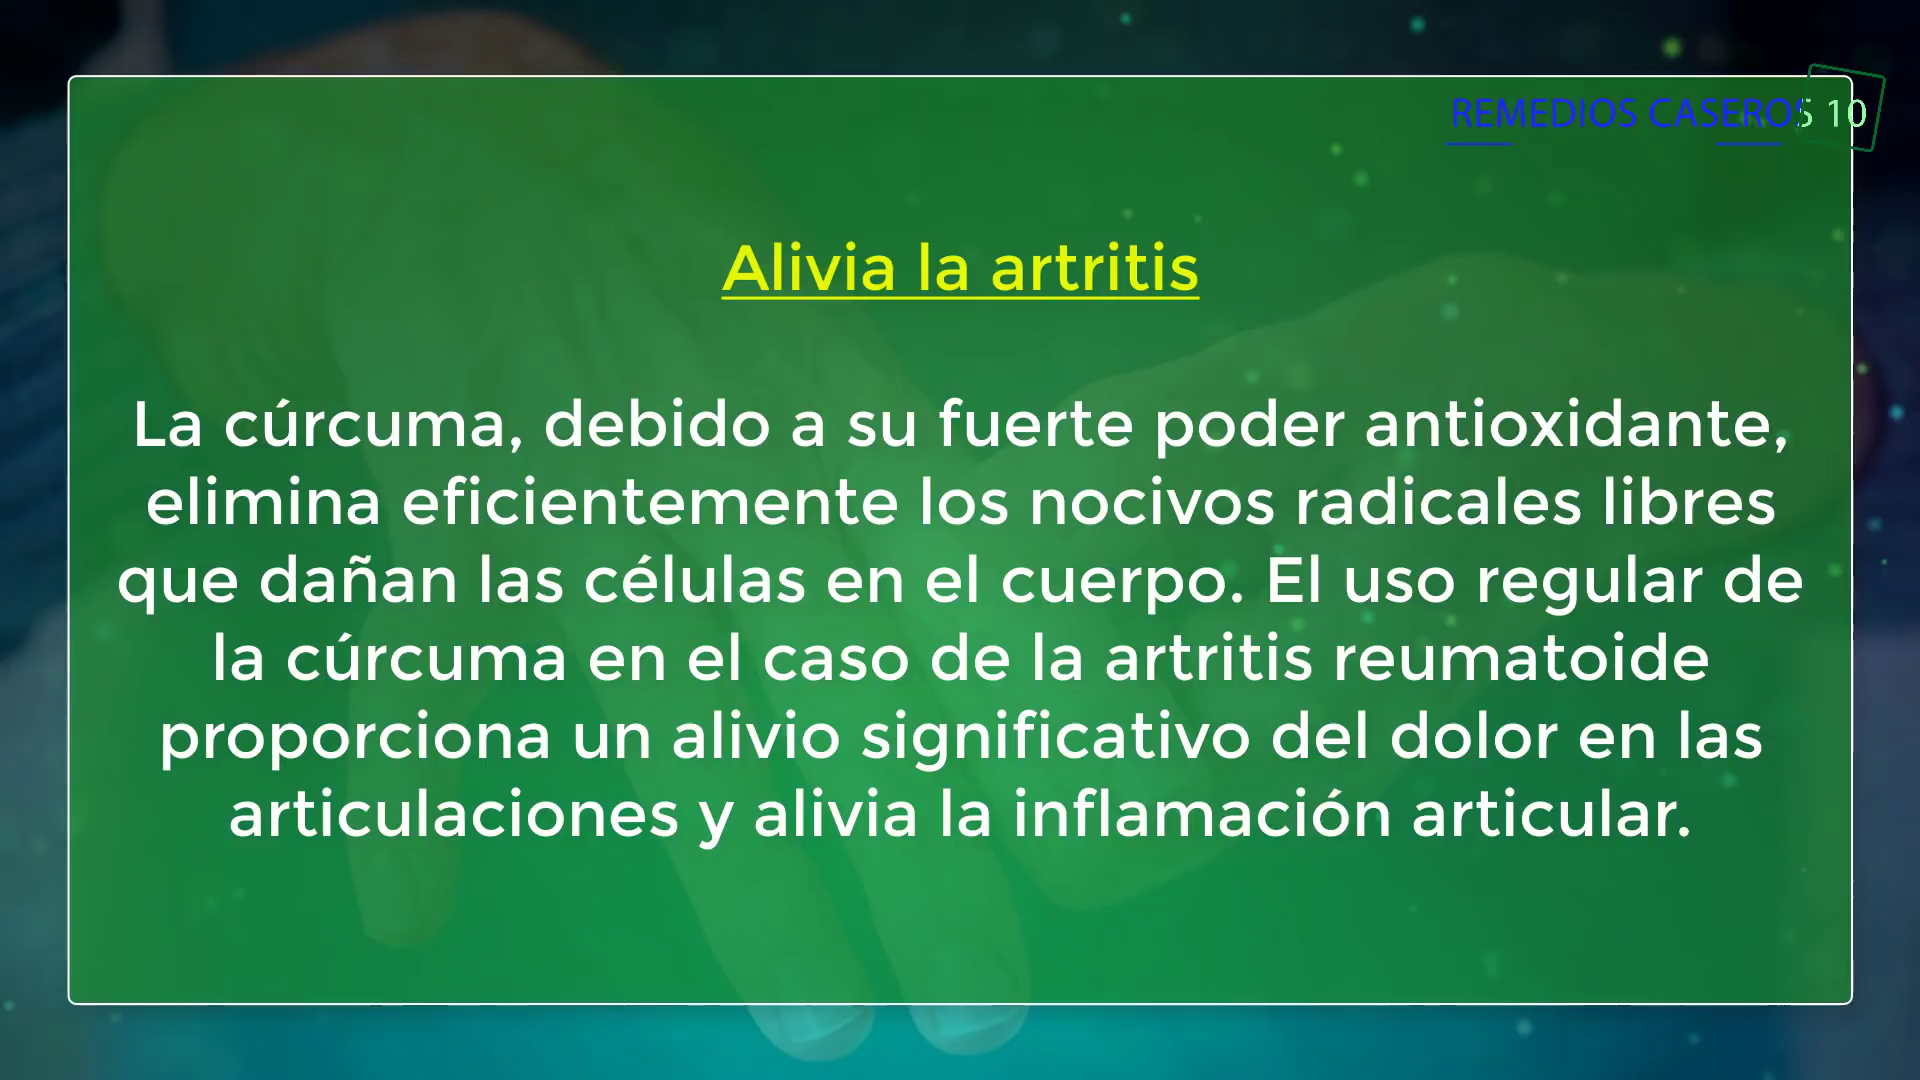 REMEDIOS CASEROS 10
Alivia la artritis
La cúrcuma, debido a su fuerte poder antioxidante,
elimina eficientemente los nocivos radicales libres
que dañan las células en el cuerpo. El uso regular de
la cúrcuma en el caso de la artritis reumatoide
proporciona un alivio significativo del dolor en las
articulaciones y alivia la inflamación articular.